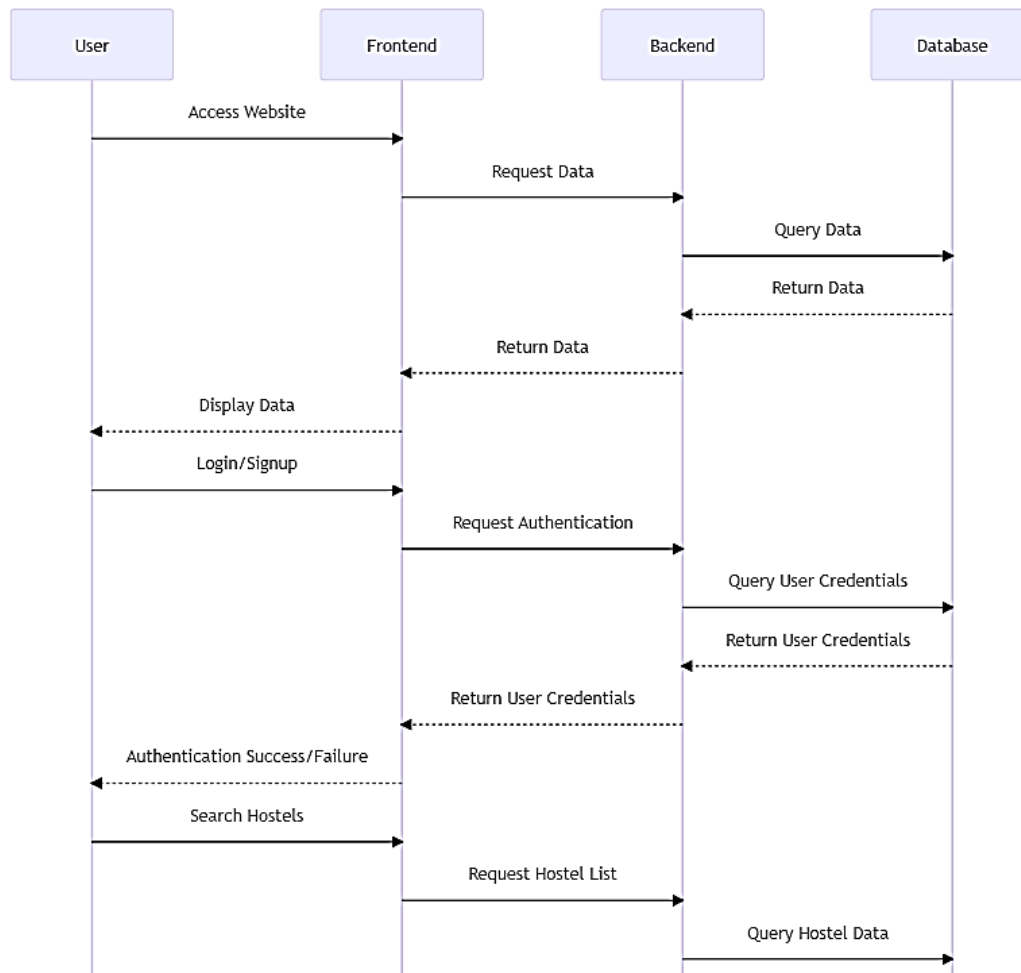 User
Frontend
Backend
Database
Access Website
Request Data
Query Data
Return Data
Return Data
Display Data
Login/Signup
Request Authentication
Query User Credentials
Return User Credentials
Return User Credentials
Authentication Success/Failure
Search Hostels
Request Hostel List
Query Hostel Data